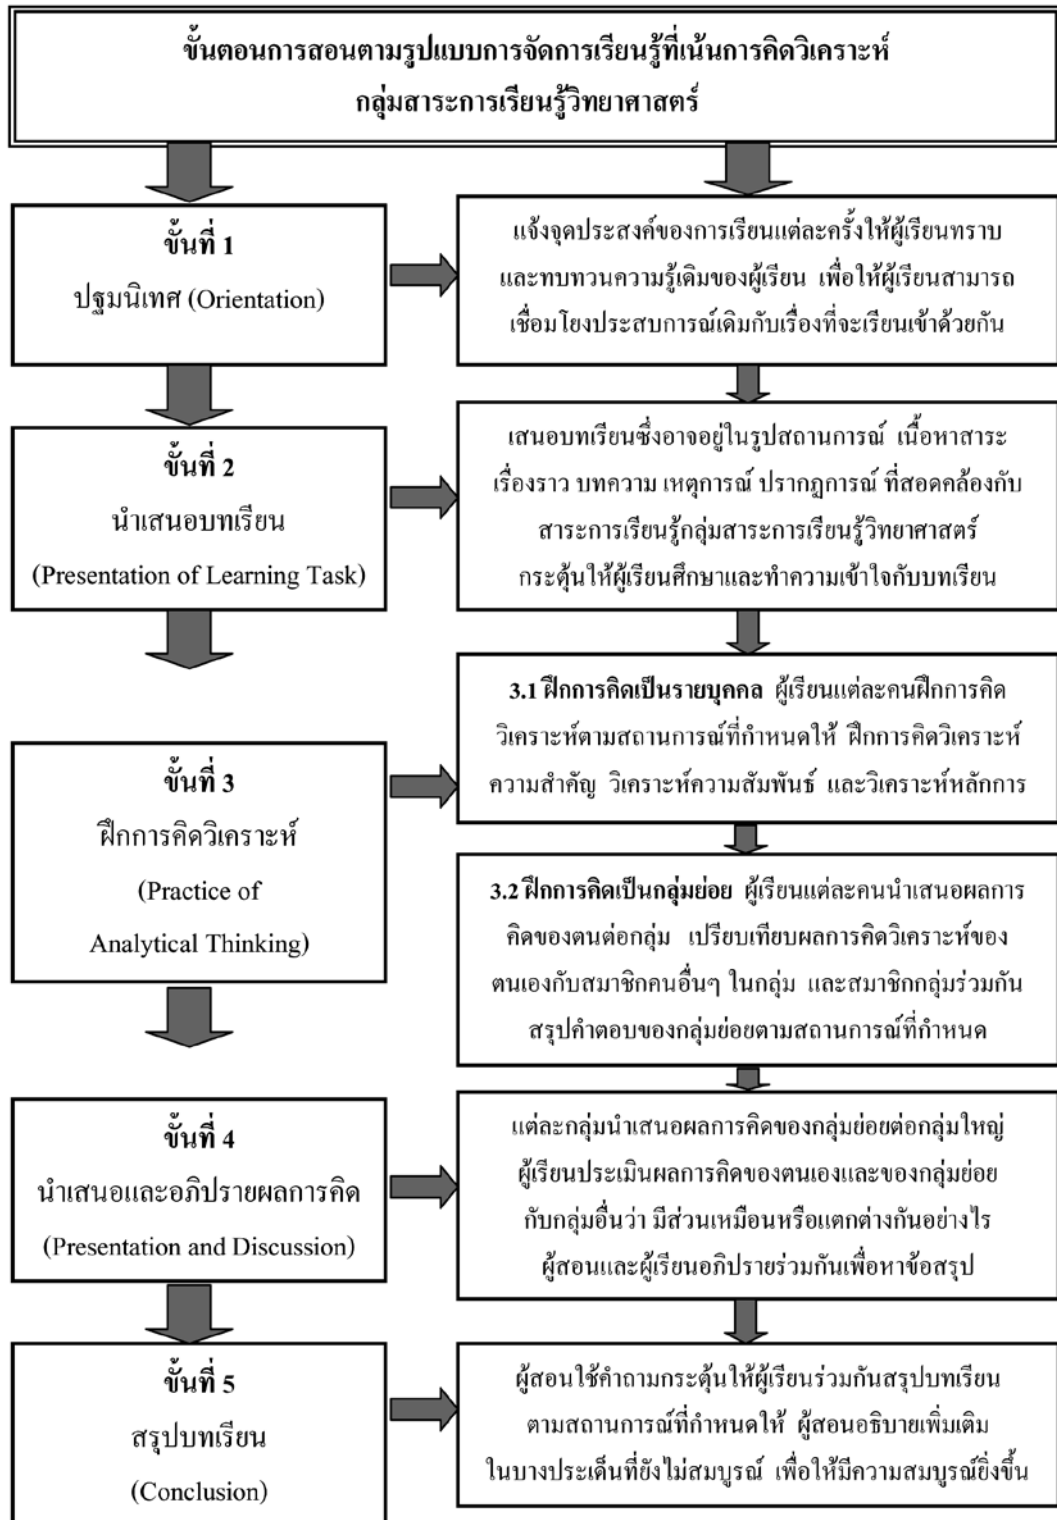 ขั้นตอนการสอนตามรูปแบบการจัดการเรียนรู้ที่เน้นการคิดวิเคราะห์
กลุ่มสาระการเรียนรู้วิทยาศาสตร์
ขั้นที่ 1
ปฐมนิเทศ (Orientation)
แจ้งจุดประสงค์ของการเรียนแต่ละครั้งให้ผู้เรียนทราบ
และทบทวนความรู้เดิมของผู้เรียน เพื่อให้ผู้เรียนสามารถ
เชื่อมโยงประสบการณ์เดิมกับเรื่องที่จะเรียนเข้าด้วยกัน
ขั้นที่ 2
นำเสนอบทเรียน
(Presentation of Learning Task)
เสนอบทเรียนซึ่งอาจอยู่ในรูปสถานการณ์ เนื้อหาสาระ
เรื่องราว บทความ เหตุการณ์ ปรากฏการณ์ ที่สอดคล้องกับ
สาระการเรียนรู้กลุ่มสาระการเรียนรู้วิทยาศาสตร์
กระตุ้นให้ผู้เรียนศึกษาและทำความเข้าใจกับบทเรียน
ขั้นที่ 3
ฝึกการคิดวิเคราะห์
(Practice of
Analytical Thinking)
3.1 ฝึกการคิดเป็นรายบุคคล ผู้เรียนแต่ละคนฝึกการคิด
วิเคราะห์ตามสถานการณ์ที่กำหนดให้ ฝึกการคิดวิเคราะห์
ความสำคัญ วิเคราะห์ความสัมพันธ์ และวิเคราะห์หลักการ
3.2 ฝึกการคิดเป็นกลุ่มย่อย ผู้เรียนแต่ละคนนำเสนอผลการ
คิดของตนต่อกลุ่ม เปรียบเทียบผลการคิดวิเคราะห์ของ
ตนเองกับสมาชิกคนอื่นๆ ในกลุ่ม และสมาชิกกลุ่มร่วมกัน
สรุปคำตอบของกลุ่มย่อยตามสถานการณ์ที่กำหนด
ขั้นที่ 4
นำเสนอและอภิปรายผลการคิด
(Presentation and Discussion)
แต่ละกลุ่มนำเสนอผลการคิดของกลุ่มย่อยต่อกลุ่มใหญ่
ผู้เรียนประเมินผลการคิดของตนเองและของกลุ่มย่อย
กับกลุ่มอื่นว่า มีส่วนเหมือนหรือแตกต่างกันอย่างไร
ผู้สอนและผู้เรียนอภิปรายร่วมกันเพื่อหาข้อสรุป
ขั้นที่ 5
สรุปบทเรียน
(Conclusion)
ผู้สอนใช้คำถามกระตุ้นให้ผู้เรียนร่วมกันสรุปบทเรียน
ตามสถานการณ์ที่กำหนดให้ ผู้สอนอธิบายเพิ่มเติม
ในบางประเด็นที่ยังไม่สมบูรณ์ เพื่อให้มีความสมบูรณ์ยิ่งขึ้น